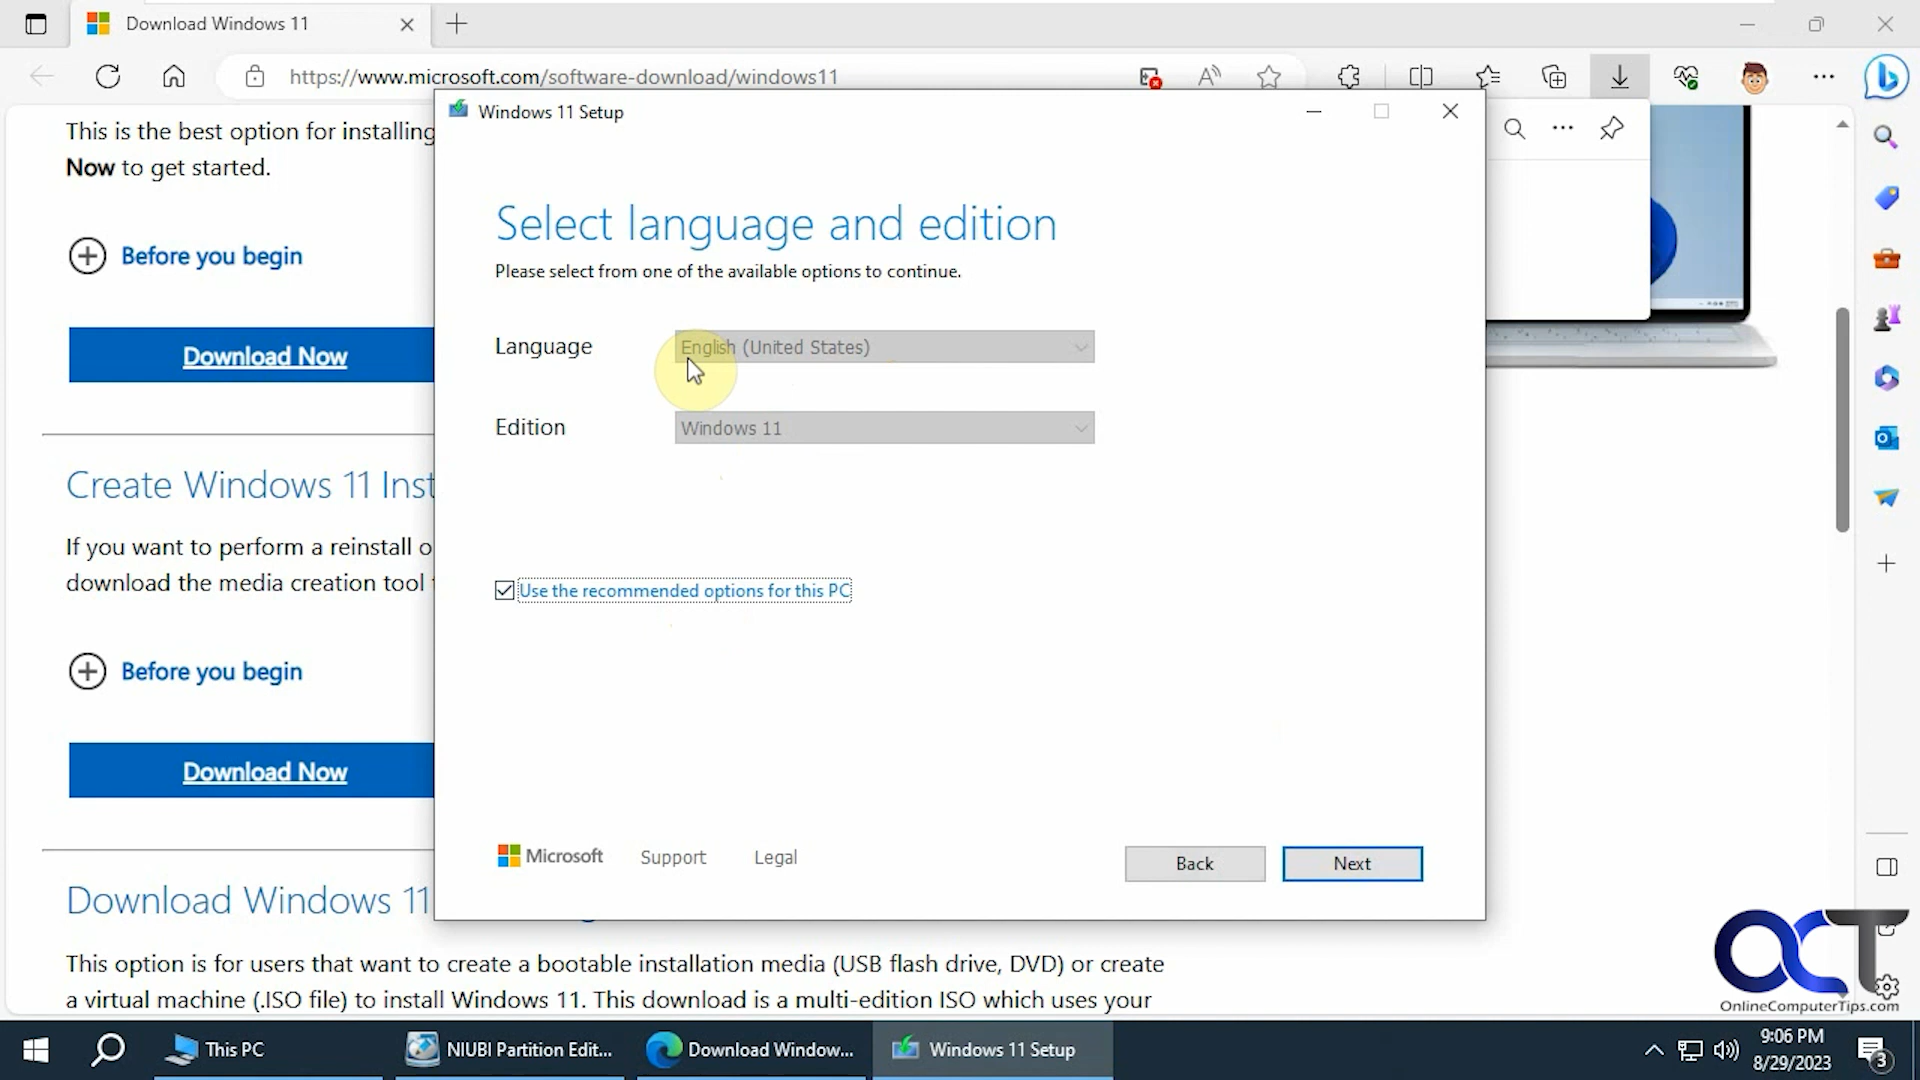 Download Windows 11
https://www.microsoft.com/software-download/windows11
This is the best option for installing
Now to get started.
Before you begin
Download Now
Create Windows 11 Inst
If you want to perform a reinstall o
download the media creation tool
Before you begin
Download Now
Download Windows 11
This option is for users that want to create a bootable installation media (USB flash drive, DVD) or create
a virtual machine (.ISO file) to install Windows 11. This download is a multi-edition ISO which uses your
Windows 11 Setup
Select language and edition
Please select from one of the available options to continue.
Language
English (United States)
Edition
Windows 11
Use the recommended options for this PC
Microsoft
Support
Legal
Back
Next
OCT
OnlineComputerTips.com
This PC
NIUBI Partition Edit...
Download Window...
Windows 11 Setup
9:06 PM
8/29/2023
3